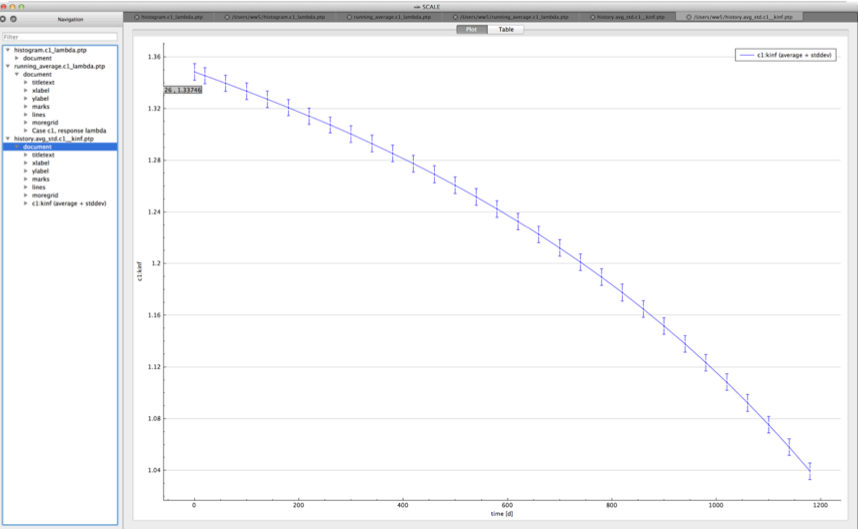 SCALE
Navigation
histogram.c1_lambda.ptp
/Users/ww5/histogram.c1_lambda.ptp
running_average.c1_lambda.ptp
/Users/ww5/running_average.c1_lambda.ptp
history.avg_std.c1__kinf.ptp
/Users/ww5/history.avg_std.c1__kinf.ptp
Plot
Table
Filter
histogram.c1_lambda.ptp
document
running_average.c1_lambda.ptp
document
titletext
xlabel
ylabel
marks
lines
moregrid
Case c1, response lambda
history.avg_std.c1__kinf.ptp
document
titletext
xlabel
ylabel
marks
lines
moregrid
c1:kinf (average + stddev)
c1:kinf (average + stddev)
1.36
26 , 1.33746
1.32
1.28
1.24
1.2
1.16
1.12
1.08
1.04
c1:kinf
0
200
400
600
800
1000
1200
time [d]